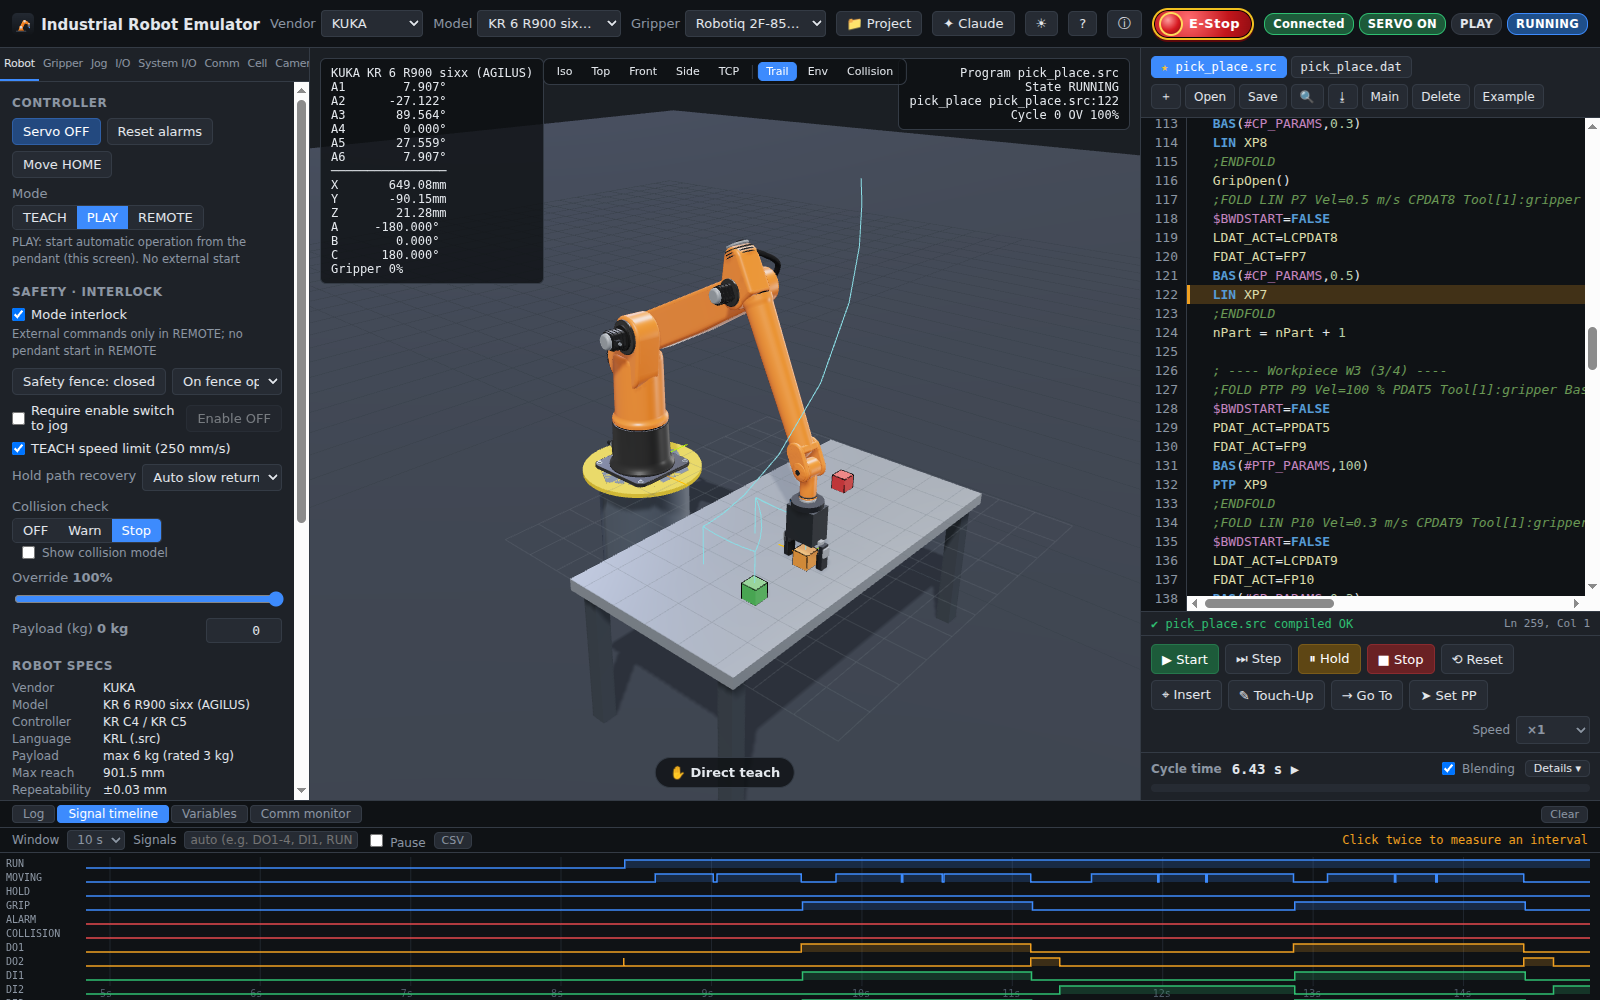 Industrial Robot Emulator
Vendor KUKA Model KR 6 R900 six... Gripper Robotiq 2F-85... Project Claude ? E-Stop Connected SERVO ON PLAY RUNNING
Robot Gripper Jog I/O System I/O Comm Cell Camer
CONTROLLER
Servo OFF Reset alarms
Move HOME
Mode
TEACH PLAY REMOTE
PLAY: start automatic operation from the
pendant (this screen). No external start
SAFETY · INTERLOCK
Mode interlock
External commands only in REMOTE; no
pendant start in REMOTE
Safety fence: closed On fence op
Require enable switch
to jog
Enable OFF
TEACH speed limit (250 mm/s)
Hold path recovery Auto slow return
Collision check
OFF Warn Stop
Show collision model
Override 100%
Payload (kg) 0 kg 0
ROBOT SPECS
Vendor KUKA
Model KR 6 R900 sixx (AGILUS)
Controller KR C4 / KR C5
Language KRL (.src)
Payload max 6 kg (rated 3 kg)
Max reach 901.5 mm
Repeatability ±0.03 mm
KUKA KR 6 R900 sixx (AGILUS)
A1 7.907°
A2 -27.122°
A3 89.564°
A4 0.000°
A5 27.559°
A6 7.907°
X 649.08mm
Y -90.15mm
Z 21.28mm
A -180.000°
B 0.000°
C 180.000°
Gripper 0%
Iso Top Front Side TCP Trail Env Collision
Program pick_place.src
State RUNNING
pick_place pick_place.src:122
Cycle 0 OV 100%
Direct teach
★ pick_place.src pick_place.dat
+ Open Save Main Delete Example
113 BAS(#CP_PARAMS,0.3)
114 LIN XP8
115 ;ENDFOLD
116 GripOpen()
117 ;FOLD LIN P7 Vel=0.5 m/s CPDAT8 Tool[1]:gripper
118 $BWDSTART=FALSE
119 LDAT_ACT=LCPDAT8
120 FDAT_ACT=FP7
121 BAS(#CP_PARAMS,0.5)
122 LIN XP7
123 ;ENDFOLD
124 nPart = nPart + 1
125
126 ; ---- Workpiece W3 (3/4) ----
127 ;FOLD PTP P9 Vel=100 % PDAT5 Tool[1]:gripper Bas
128 $BWDSTART=FALSE
129 PDAT_ACT=PPDAT5
130 FDAT_ACT=FP9
131 BAS(#PTP_PARAMS,100)
132 PTP XP9
133 ;ENDFOLD
134 ;FOLD LIN P10 Vel=0.3 m/s CPDAT9 Tool[1]:gripper
135 $BWDSTART=FALSE
136 LDAT_ACT=LCPDAT9
137 FDAT_ACT=FP10
138
✔ pick_place.src compiled OK Ln 259, Col 1
▶ Start ⏭ Step ⏸ Hold ■ Stop ⟲ Reset
⌖ Insert ✎ Touch-Up → Go To ➤ Set PP
Speed ×1
Cycle time 6.43 s ▶ Blending Details ▾
Log Signal timeline Variables Comm monitor Clear
Window 10 s Signals auto (e.g. DO1-4, DI1, RUN Pause CSV Click twice to measure an interval
RUN
MOVING
HOLD
GRIP
ALARM
COLLISION
DO1
DO2
DI1
DI2
5s 6s 7s 8s 9s 10s 11s 12s 13s 14s